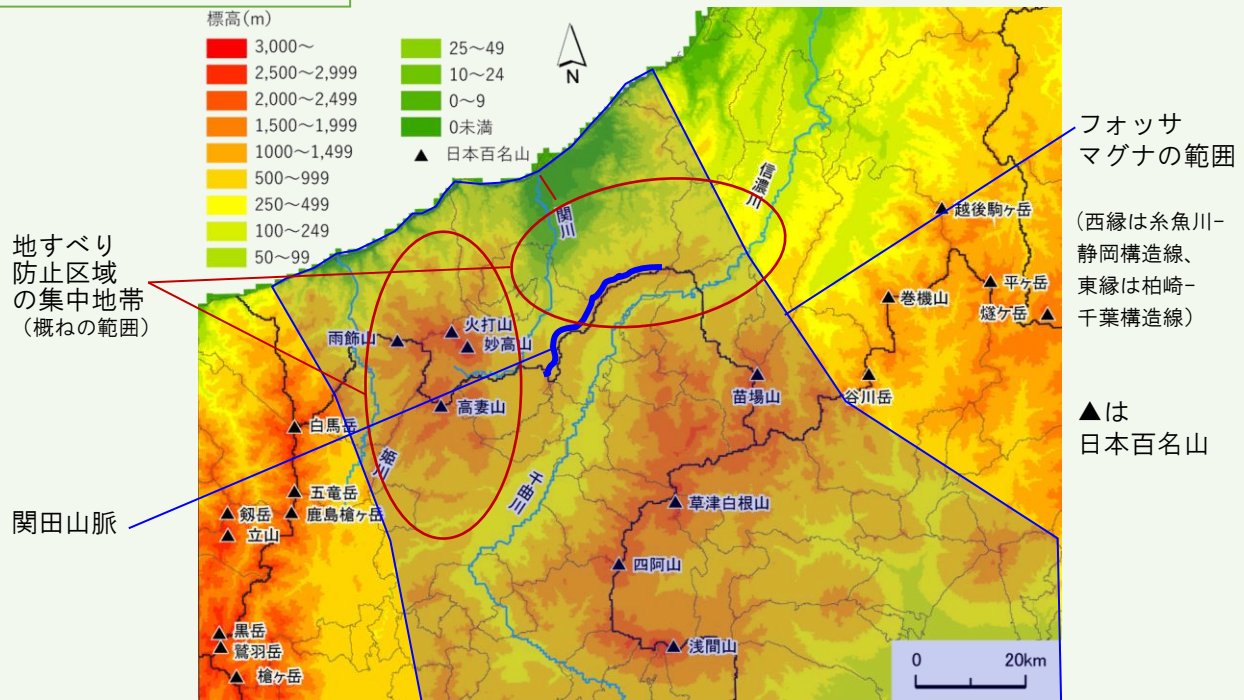 標高(m)
3,000～
2,500～2,999
2,000～2,499
1,500～1,999
1000～1,499
500～999
250～499
100～249
50～99
25～49
10～24
0～9
0未満
▲ 日本百名山
N
フォッサ
マグナの範囲
(西縁は糸魚川-
静岡構造線、
東縁は柏崎-
千葉構造線）
▲は
日本百名山
地すべり
防止区域
の集中地帯
（概ねの範囲）
関田山脈
信濃川
関川
姫川
千曲川
越後駒ヶ岳
平ヶ岳
巻機山
燧ケ岳
谷川岳
苗場山
火打山
妙高山
雨飾山
高妻山
白馬岳
五竜岳
剱岳
鹿島槍ヶ岳
立山
草津白根山
四阿山
浅間山
黒岳
鷲羽岳
槍ヶ岳
0 20km